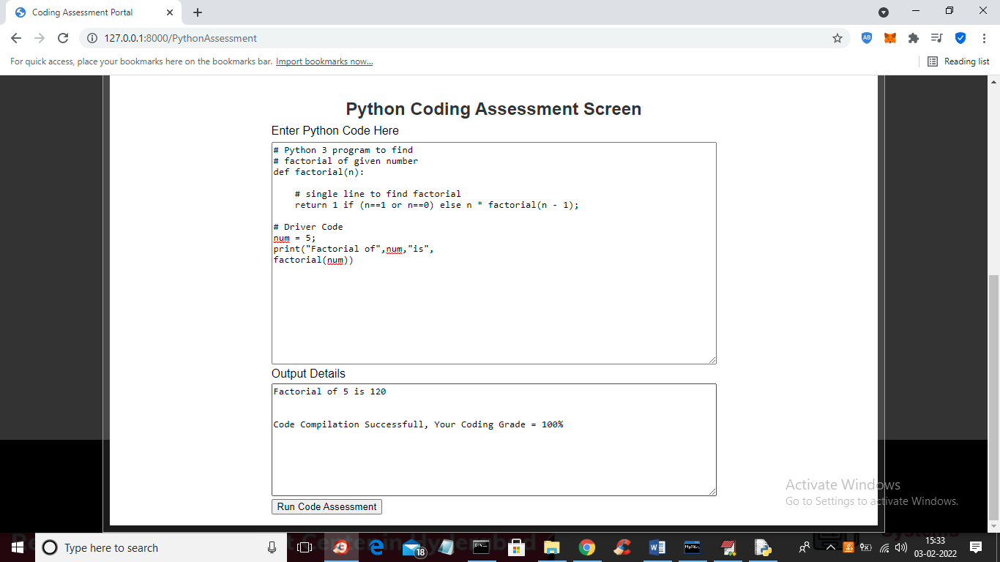 Coding Assessment Portal
127.0.0.1:8000/PythonAssessment
AB
For quick access, place your bookmarks here on the bookmarks bar. Import bookmarks now...
Reading list
Python Coding Assessment Screen
Enter Python Code Here
# Python 3 program to find
# factorial of given number
def factorial(n):
# single line to find factorial
return 1 if (n==1 or n==0) else n * factorial(n - 1);
# Driver Code
num = 5;
print("Factorial of",num,"is",
factorial(num))
Output Details
Factorial of 5 is 120
Code Compilation Successfull, Your Coding Grade = 100%
Run Code Assessment
Activate Windows
Go to Settings to activate Windows.
Type here to search
18
15:33
03-02-2022